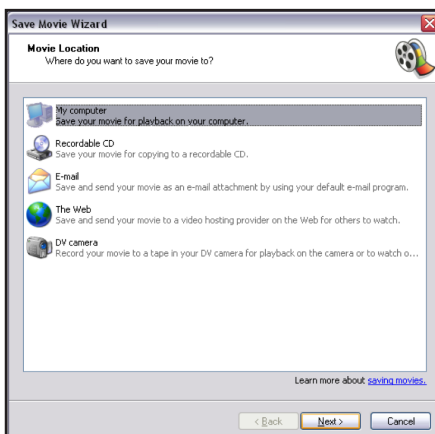 Save Movie Wizard
Movie Location
Where do you want to save your movie to?
My computer
Save your movie for playback on your computer.
Recordable CD
Save your movie for copying to a recordable CD.
E-mail
Save and send your movie as an e-mail attachment by using your default e-mail program.
The Web
Save and send your movie to a video hosting provider on the Web for others to watch.
DV camera
Record your movie to a tape in your DV camera for playback on the camera or to watch o...
Learn more about saving movies.
< Back
Next >
Cancel